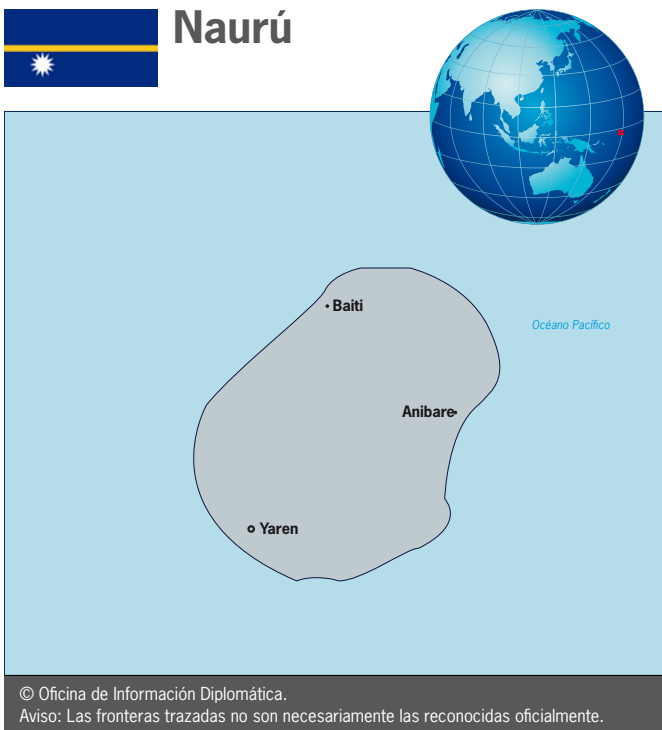 Naurú
Baiti
Océano Pacífico
Anibare
Yaren
© Oficina de Información Diplomática.
Aviso: Las fronteras trazadas no son necesariamente las reconocidas oficialmente.